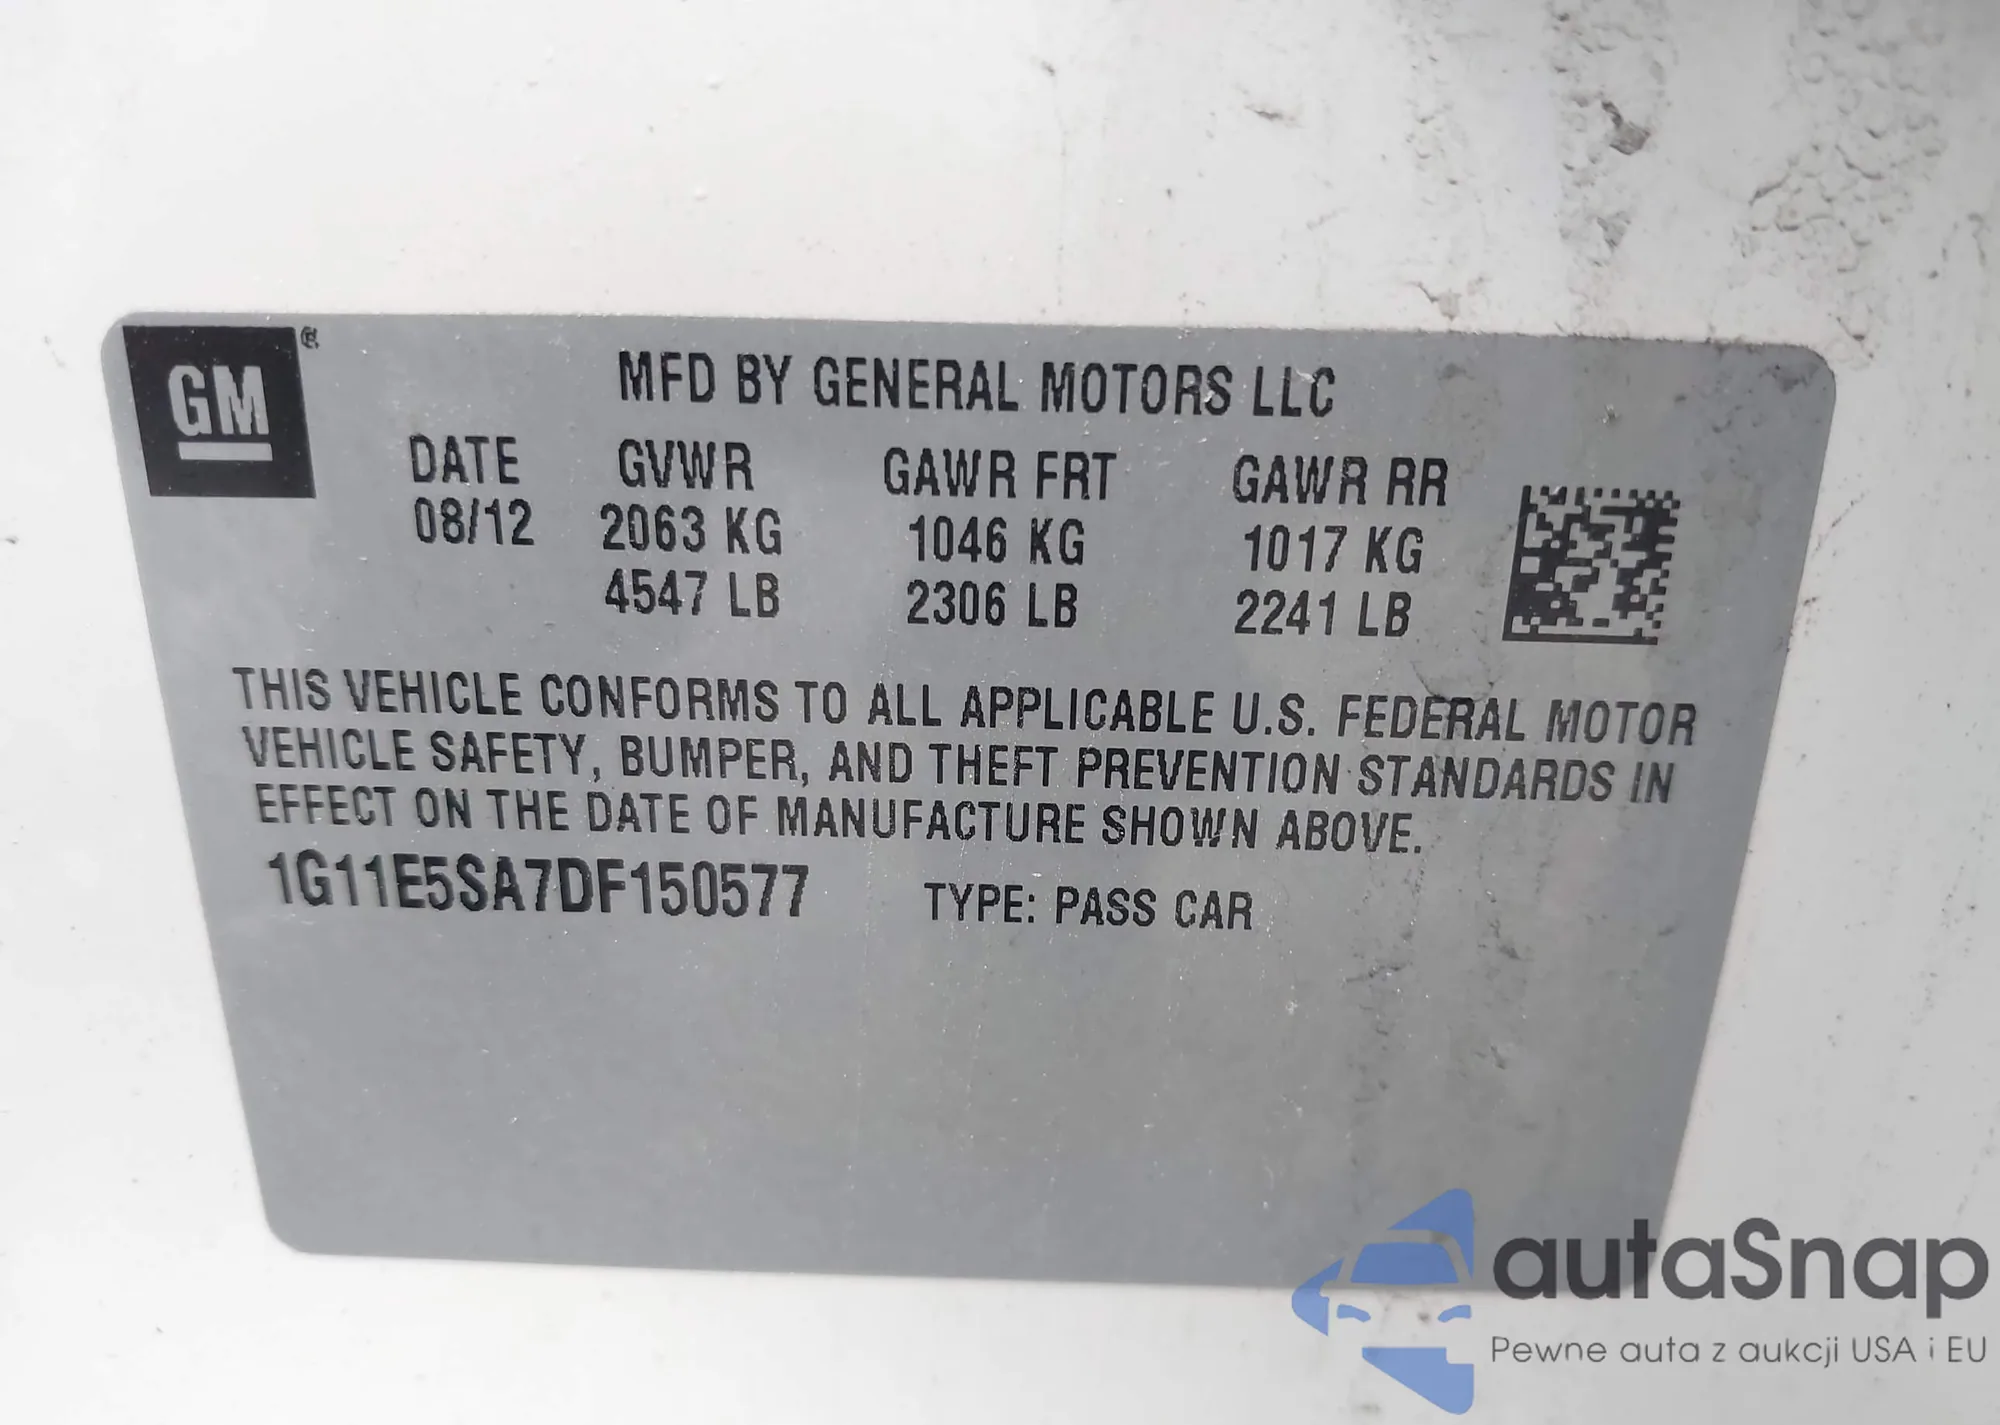 GM®
MFD BY GENERAL MOTORS LLC
DATE GVWR GAWR FRT GAWR RR
08/12 2063 KG 1046 KG 1017 KG
4547 LB 2306 LB 2241 LB
THIS VEHICLE CONFORMS TO ALL APPLICABLE U.S. FEDERAL MOTOR
VEHICLE SAFETY, BUMPER, AND THEFT PREVENTION STANDARDS IN
EFFECT ON THE DATE OF MANUFACTURE SHOWN ABOVE.
1G11E5SA7DF150577 TYPE: PASS CAR
autaSnap
Pewne auta z aukcji USA i EU